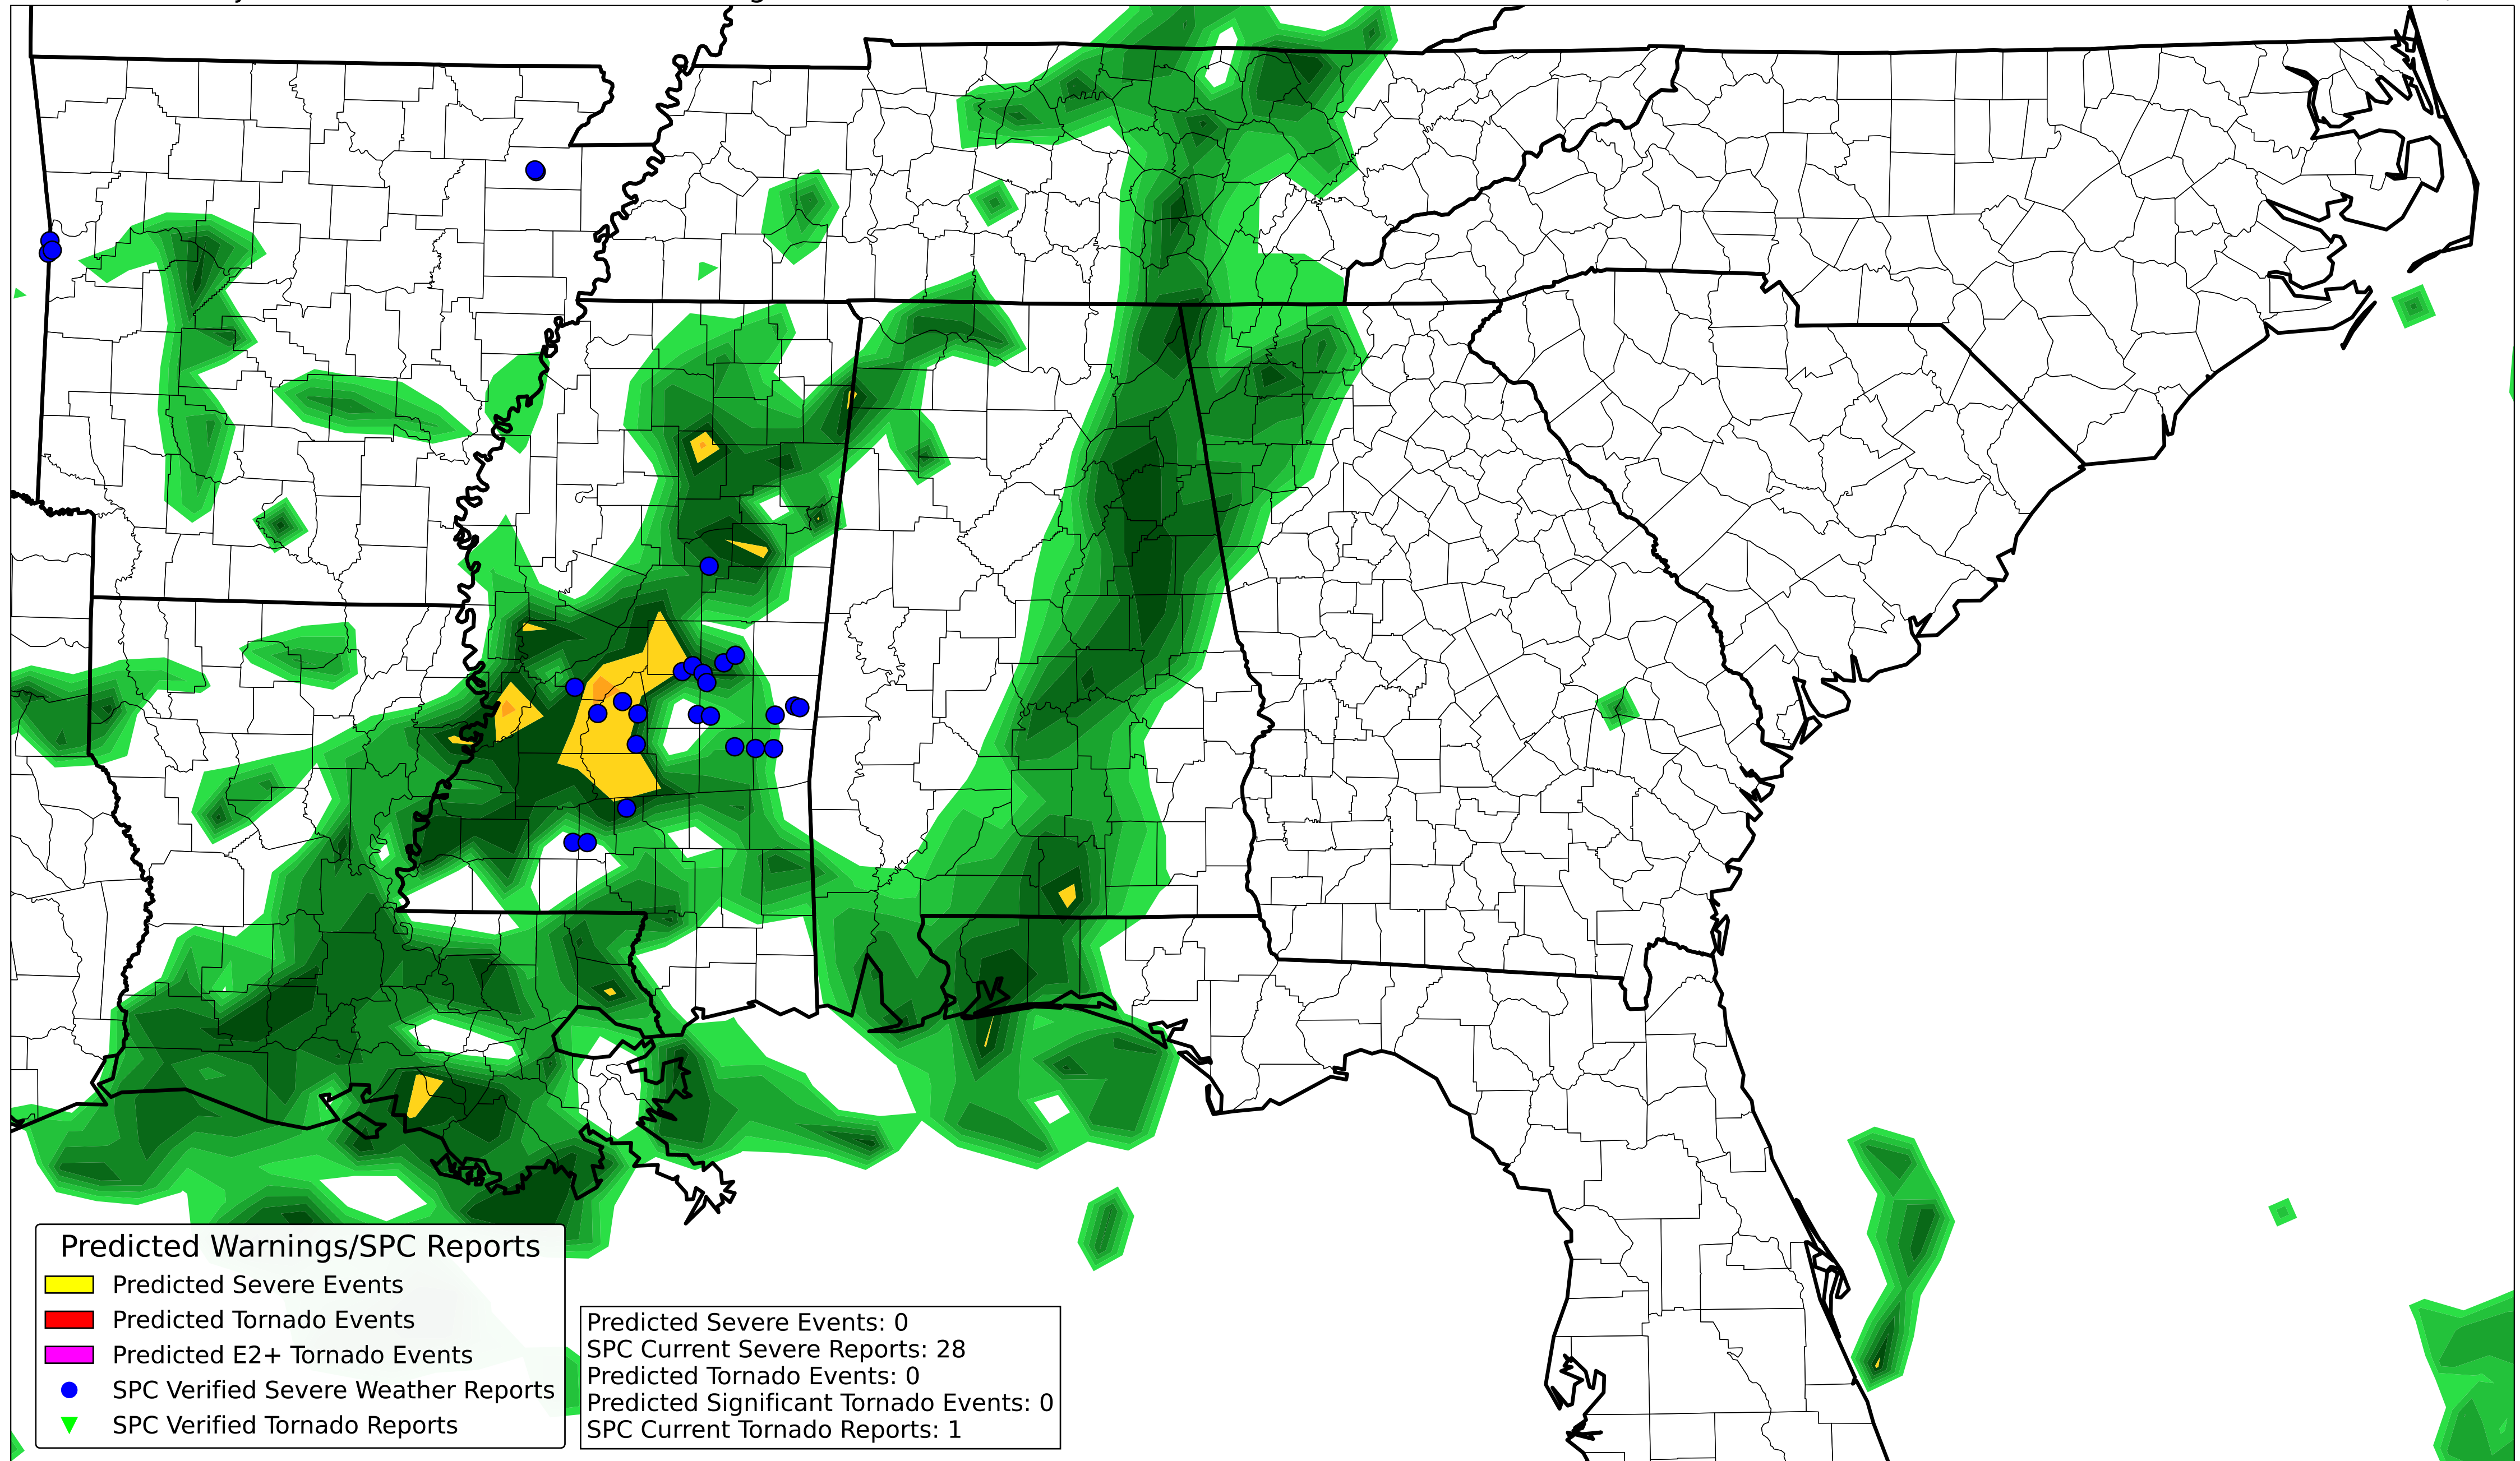 Predicted Warnings/SPC Reports
Predicted Severe Events
Predicted Tornado Events
Predicted E2+ Tornado Events
SPC Verified Severe Weather Reports
SPC Verified Tornado Reports
Predicted Severe Events: 0
SPC Current Severe Reports: 28
Predicted Tornado Events: 0
Predicted Significant Tornado Events: 0
SPC Current Tornado Reports: 1